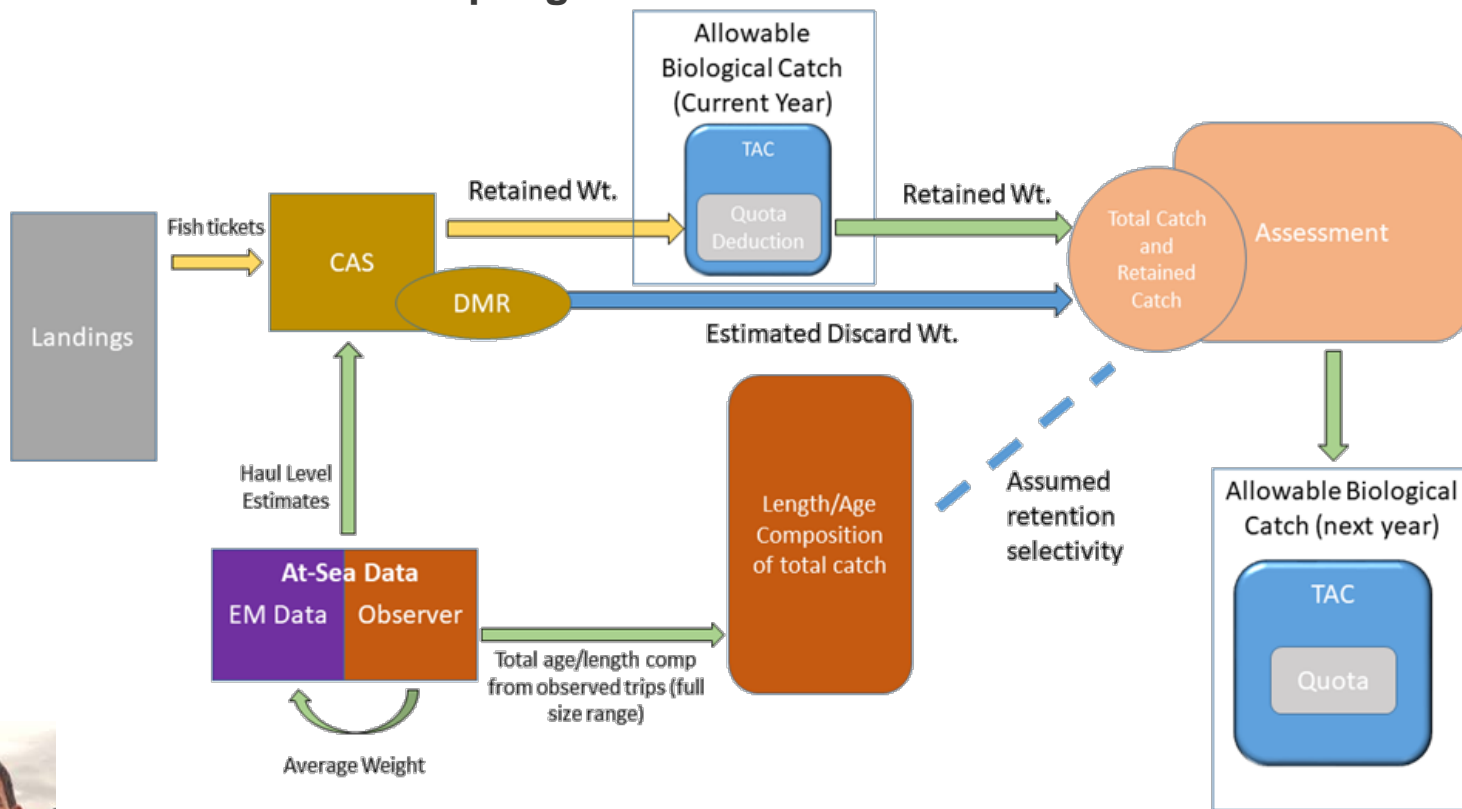 Allowable
Biological Catch
(Current Year)
TAC
Quota
Deduction
Retained Wt.
Retained Wt.
Fish tickets
CAS
DMR
Landings
Total Catch
and
Retained
Catch
Assessment
Estimated Discard Wt.
Haul Level
Estimates
Length/Age
Composition
of total catch
Assumed
retention
selectivity
Allowable Biological
Catch (next year)
TAC
Quota
At-Sea Data
EM Data
Observer
Total age/length comp
from observed trips (full
size range)
Average Weight